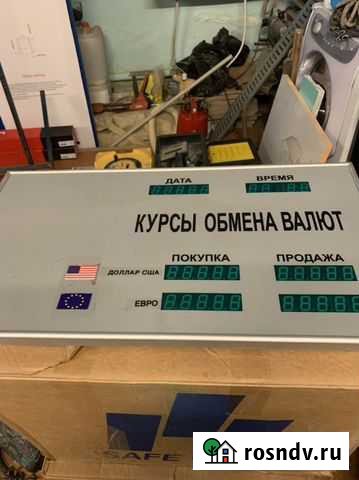 ДАТА ВРЕМЯ
КУРСЫ ОБМЕНА ВАЛЮТ
ПОКУПКА ПРОДАЖА
ДОЛЛАР США
ЕВРО
SAFE
rosndv.ru